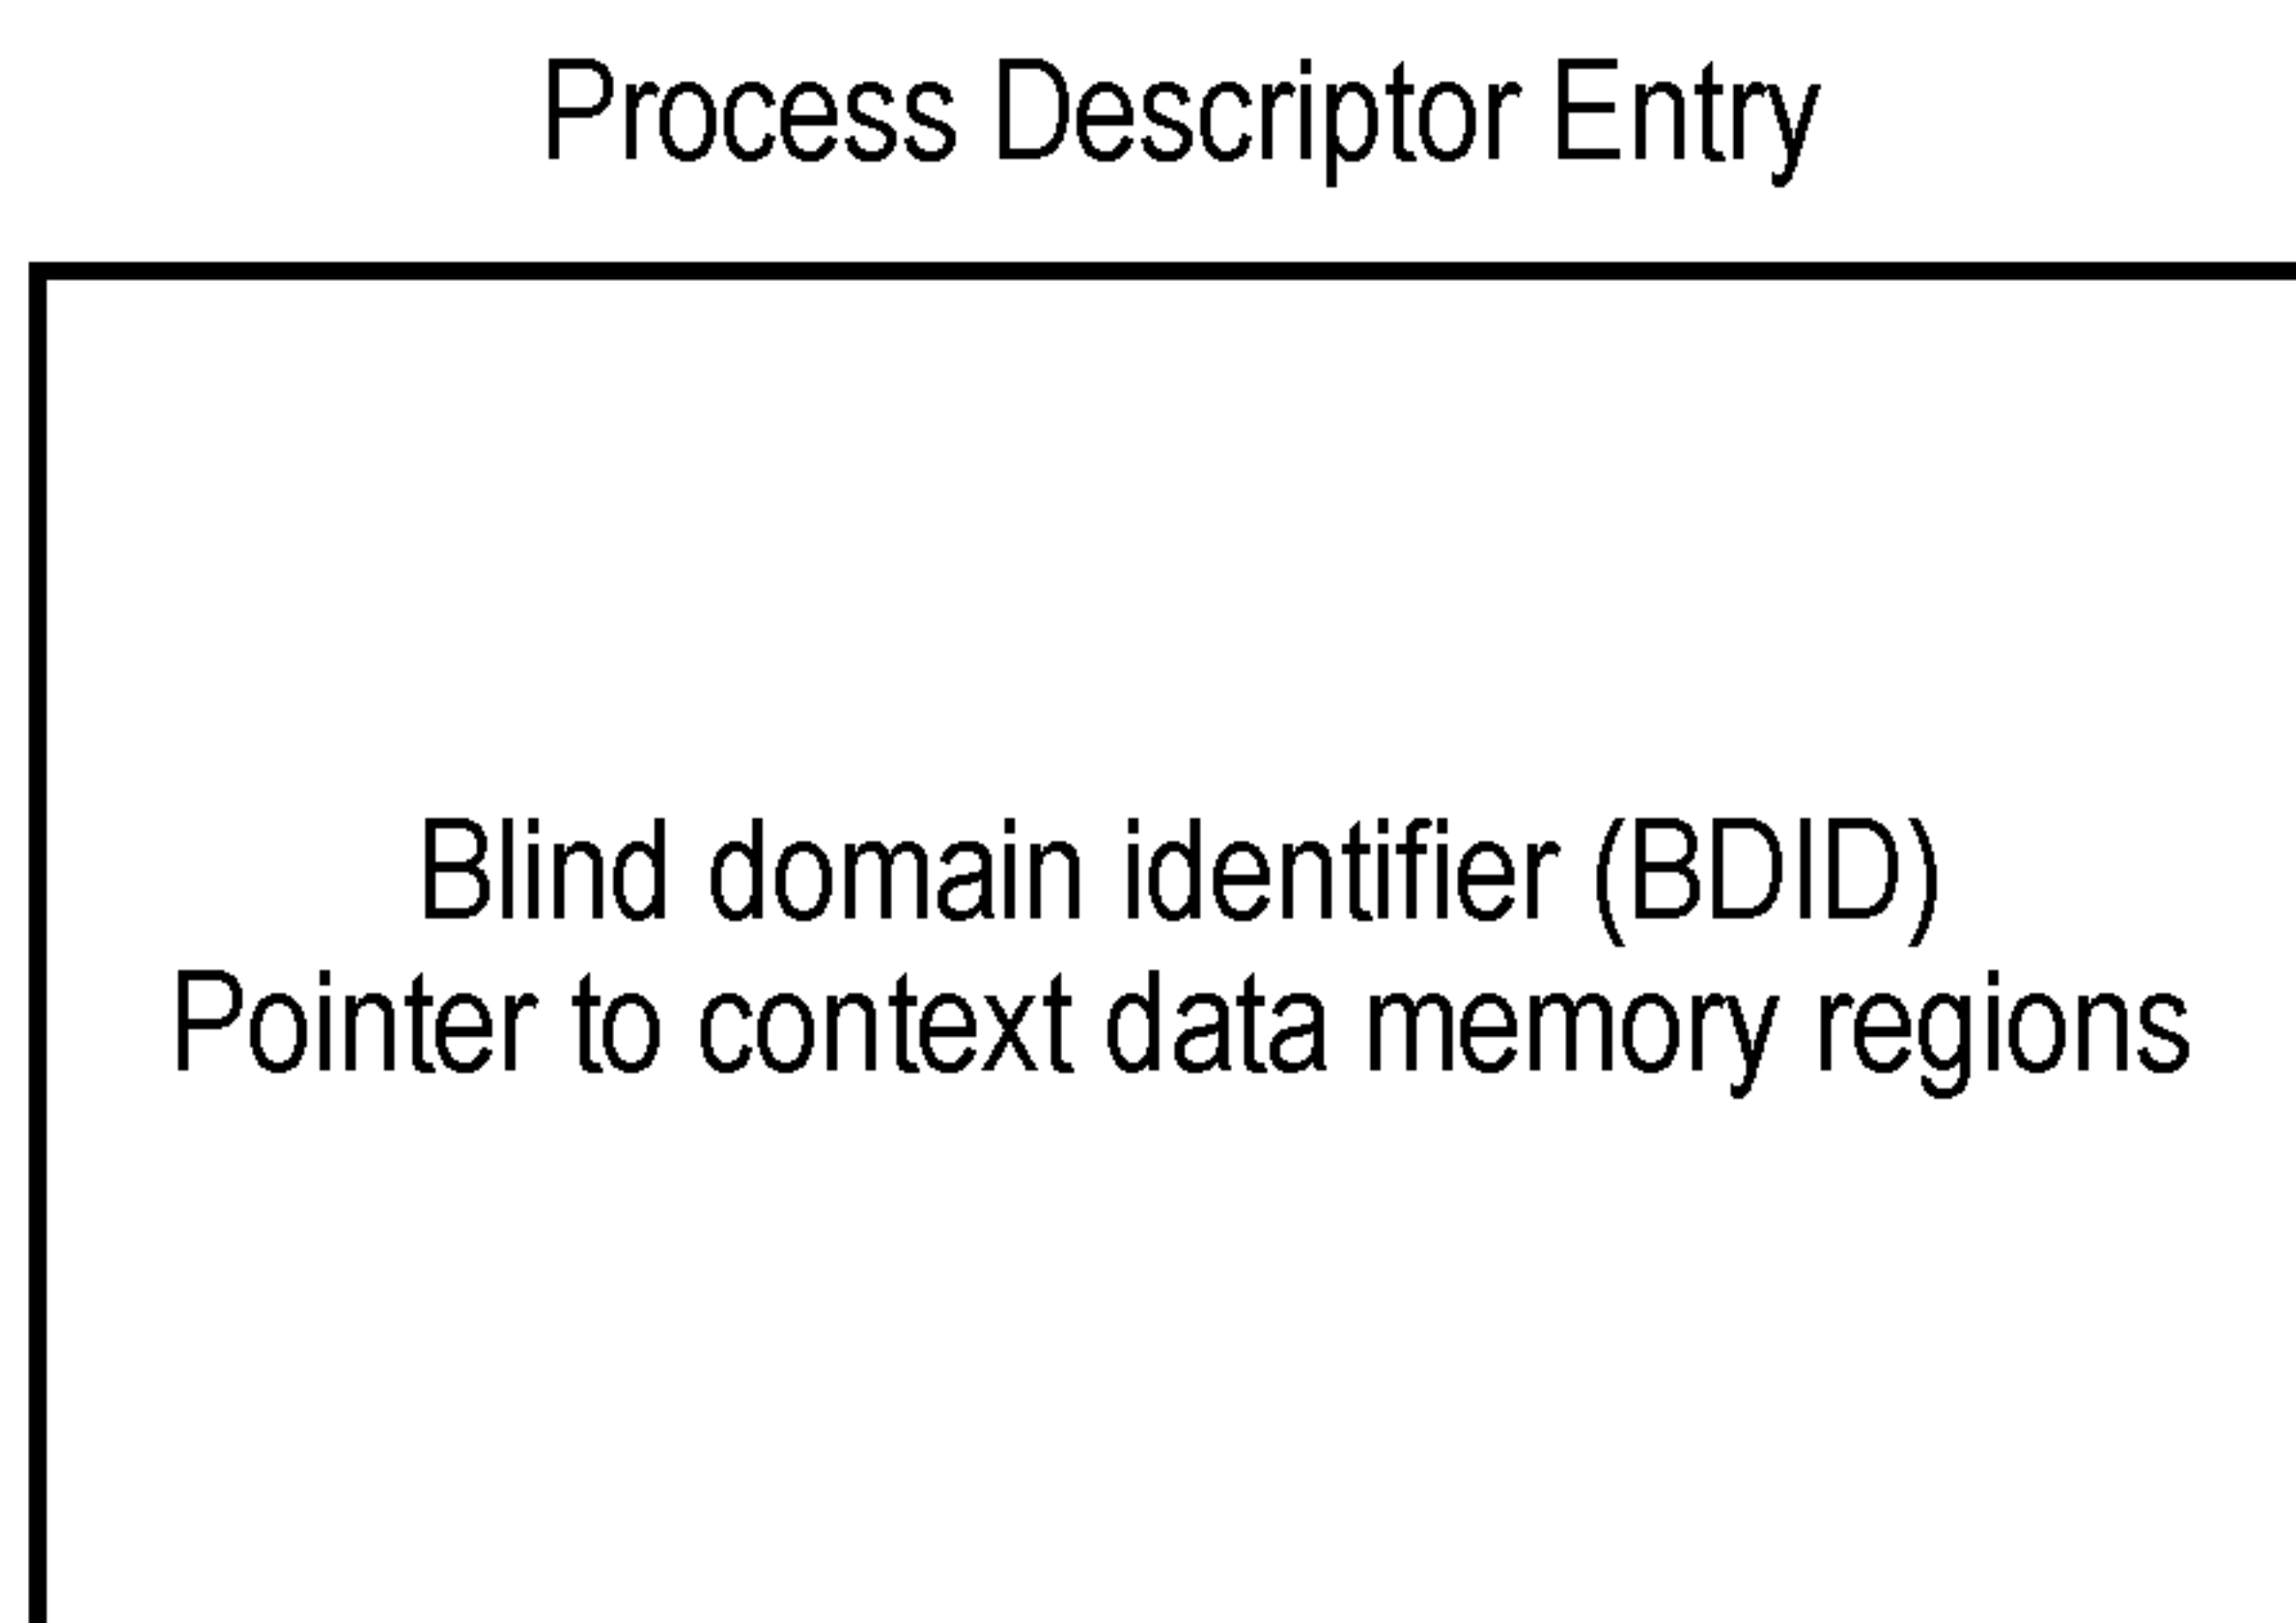 Process Descriptor Entry
Blind domain identifier (BDID)
Pointer to context data memory regions